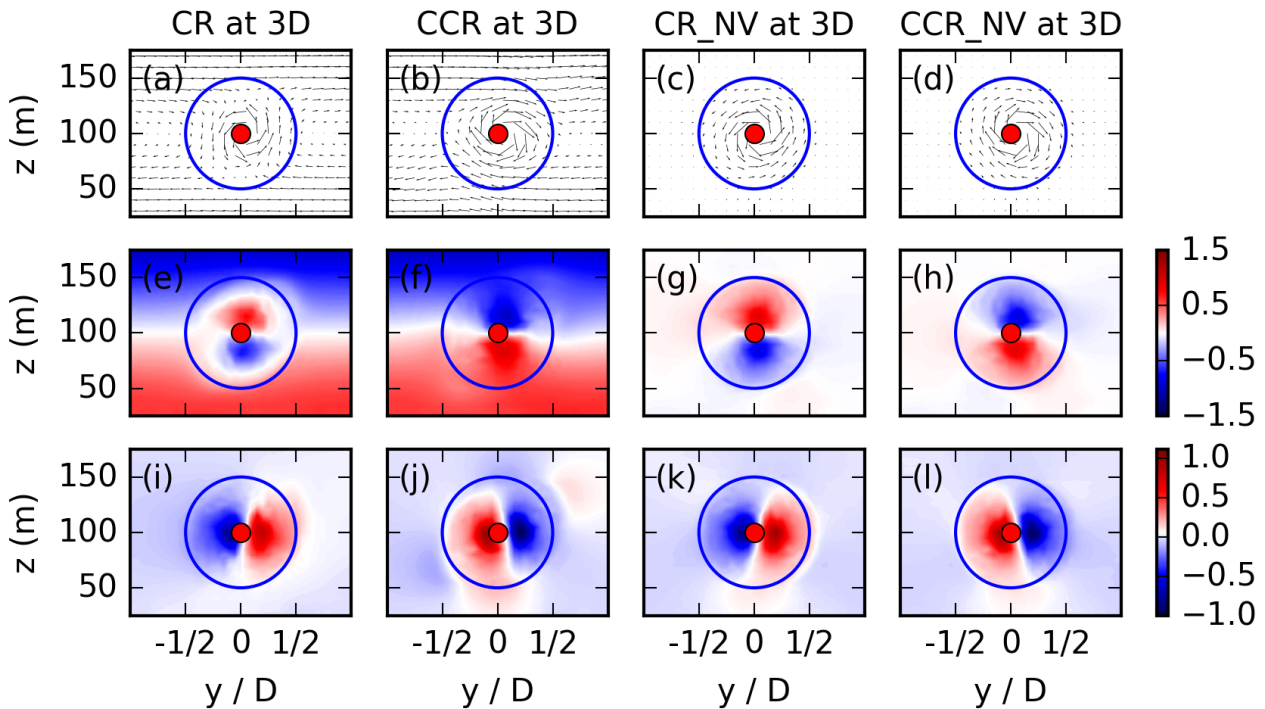 CR at 3D CCR at 3D CR_NV at 3D CCR_NV at 3D
(a) (b) (c) (d)
z (m) 150 100 50
(e) (f) (g) (h)
z (m) 150 100 50
1.5 0.5 −0.5 −1.5
(i) (j) (k) (l)
z (m) 150 100 50
1.0 0.5 0.0 −0.5 −1.0
-1/2 0 1/2 -1/2 0 1/2 -1/2 0 1/2 -1/2 0 1/2
y / D y / D y / D y / D